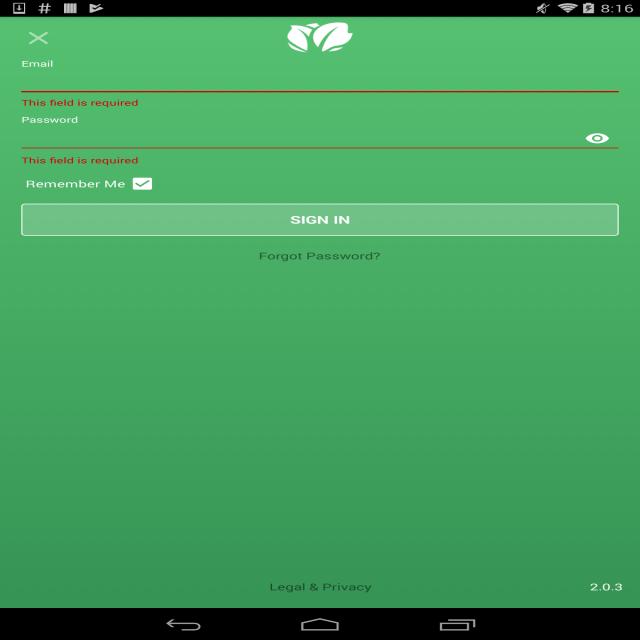 8:16
Email
This field is required
Password
This field is required
Remember Me
SIGN IN
Forgot Password?
Legal & Privacy
2.0.3